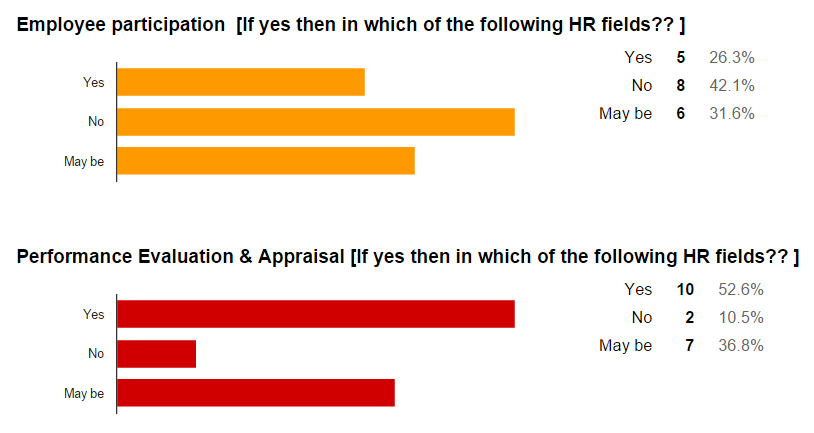 Employee participation  [If yes then in which of the following HR fields?? ]
Yes 5 26.3%
No 8 42.1%
May be 6 31.6%
Yes
No
May be
Performance Evaluation & Appraisal [If yes then in which of the following HR fields?? ]
Yes 10 52.6%
No 2 10.5%
May be 7 36.8%
Yes
No
May be